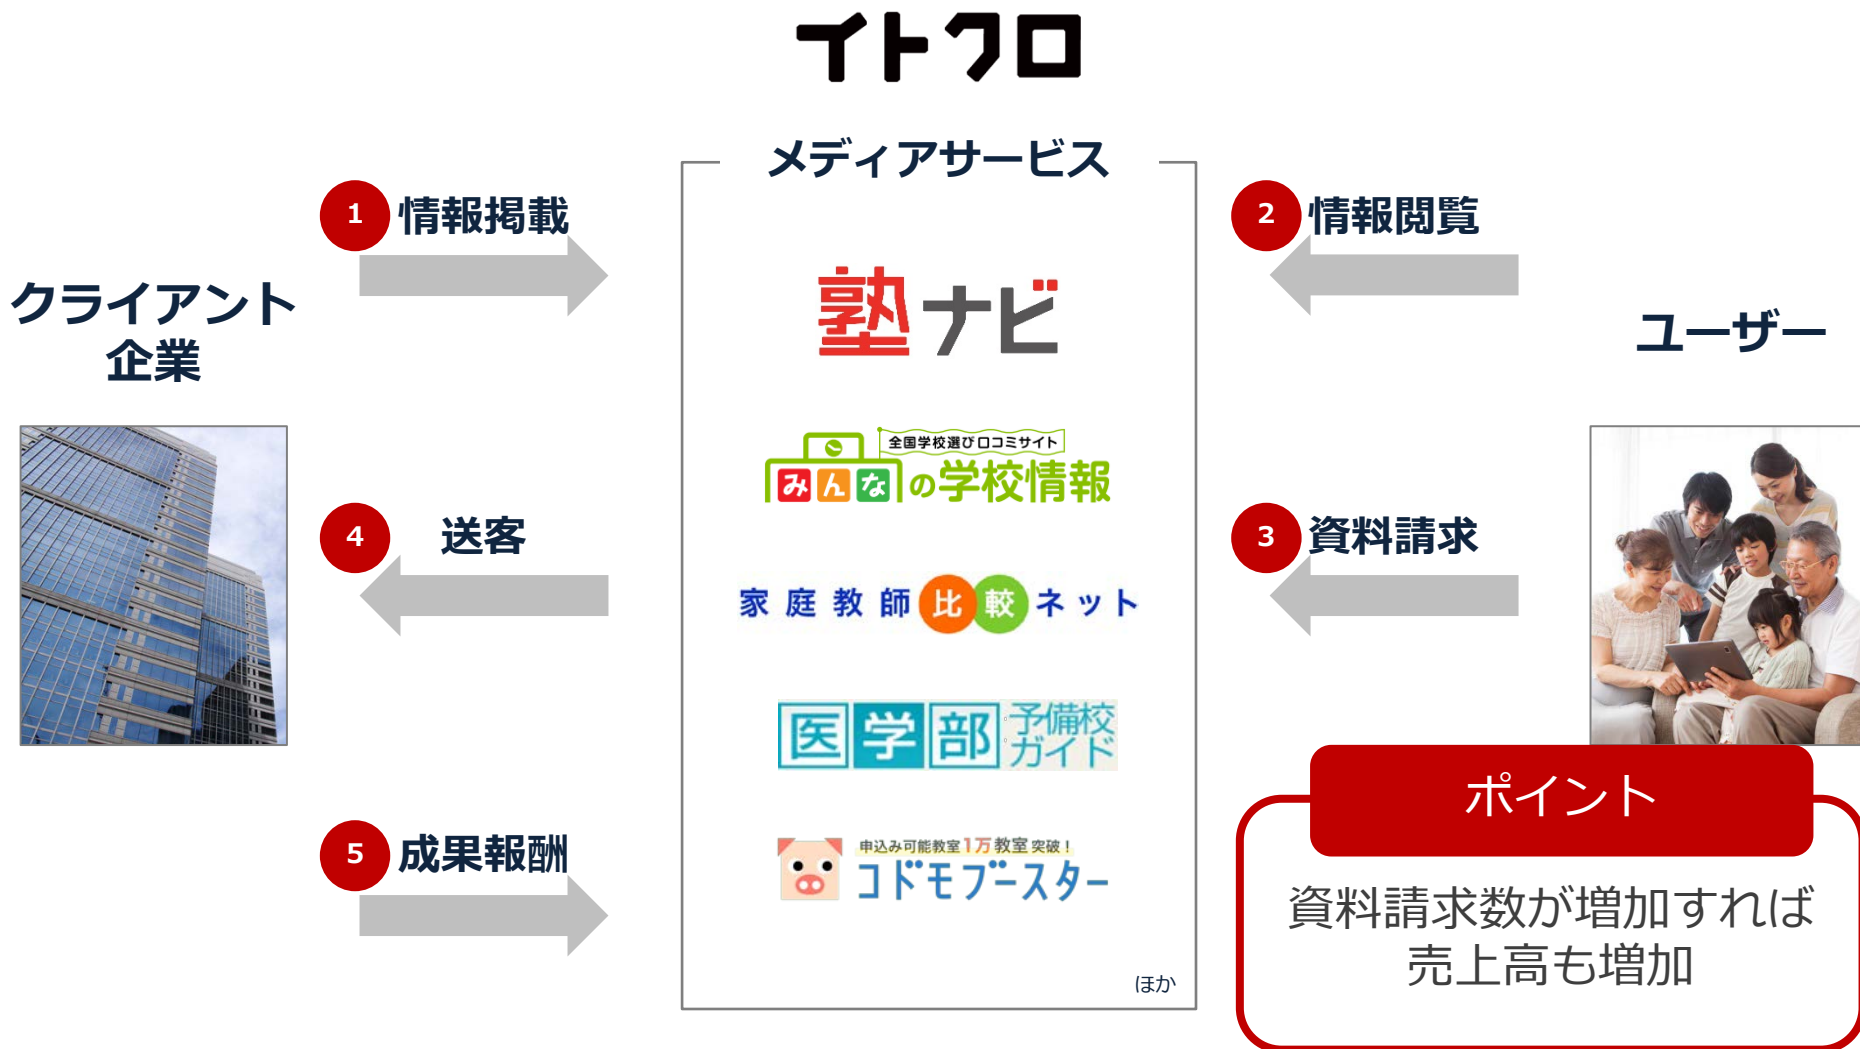 イトクロ
メディアサービス
1 情報掲載
2 情報閲覧
クライアント
企業
ユーザー
塾ナビ
全国学校選び口コミサイト
みんなの学校情報
4 送客
3 資料請求
家庭教師比較ネット
医学部 予備校
ガイド
ポイント
5 成果報酬
申込み可能教室1万教室突破！
コドモブースター
資料請求数が増加すれば
売上高も増加
ほか